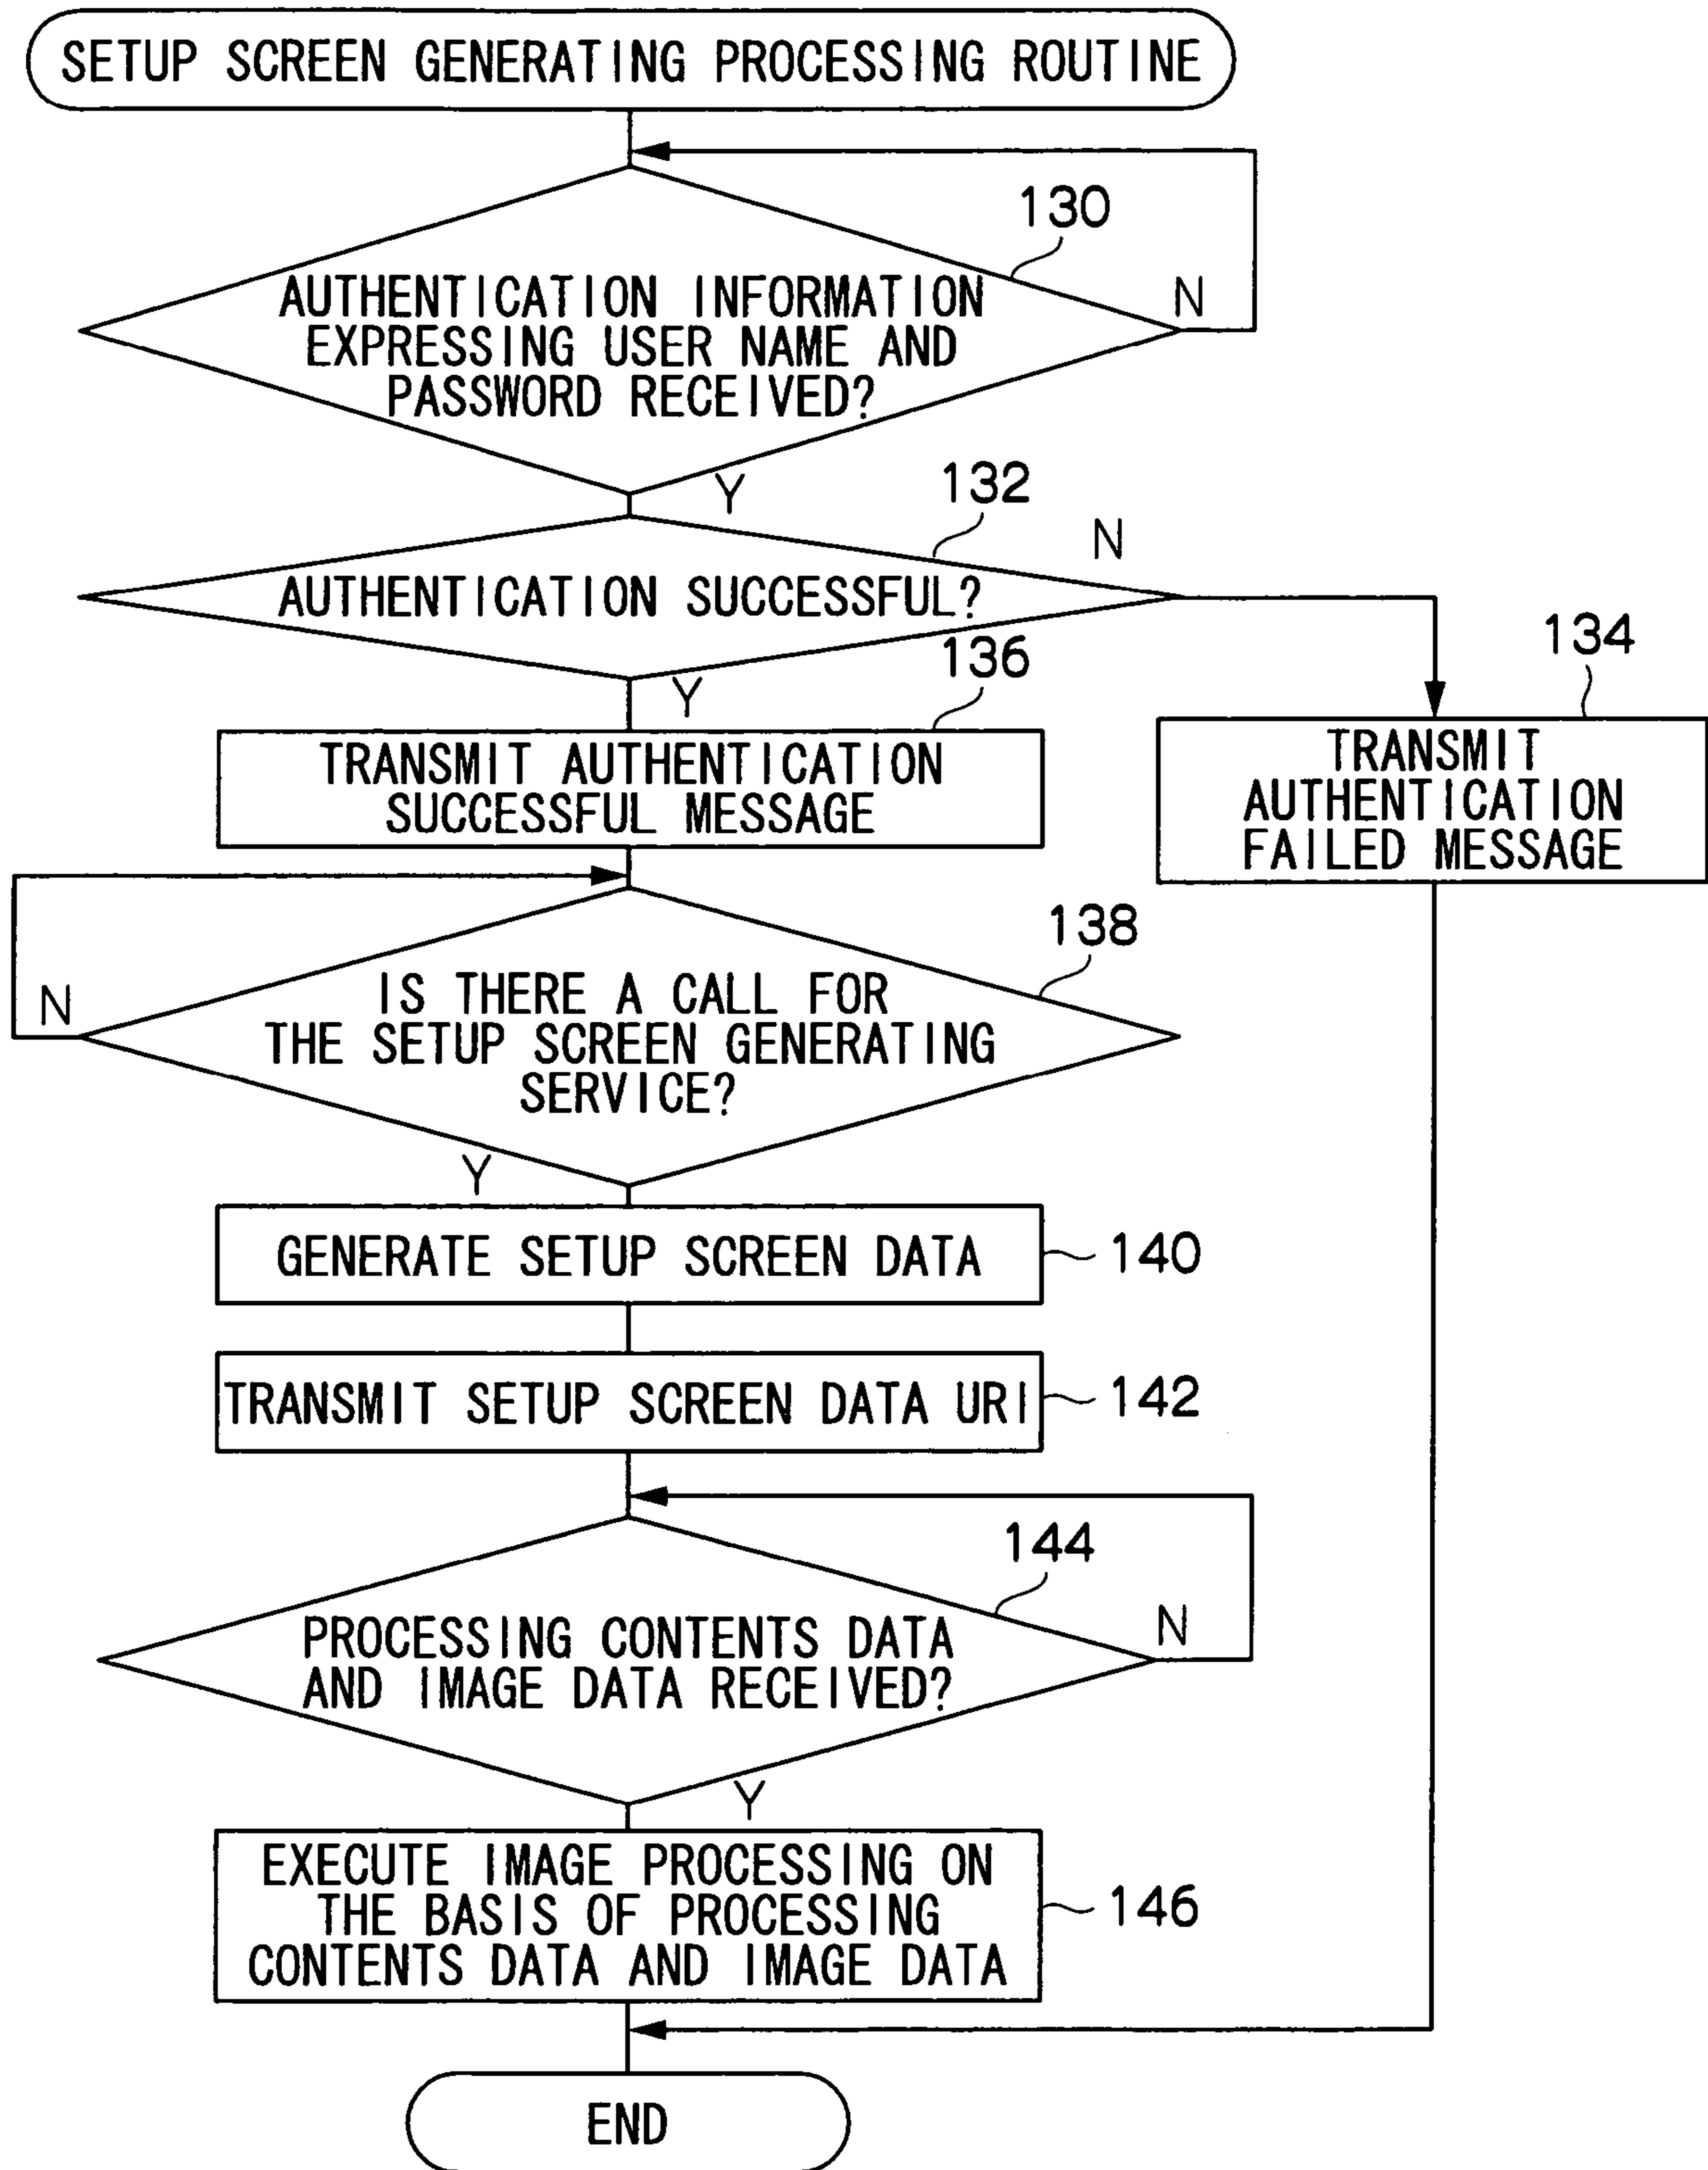 SETUP SCREEN GENERATING PROCESSING ROUTINE
130
AUTHENTICATION INFORMATION
EXPRESSING USER NAME AND
PASSWORD RECEIVED?
N
Y
132
N
AUTHENTICATION SUCCESSFUL?
Y
136
134
TRANSMIT AUTHENTICATION
SUCCESSFUL MESSAGE
TRANSMIT
AUTHENTICATION
FAILED MESSAGE
138
IS THERE A CALL FOR
THE SETUP SCREEN GENERATING
SERVICE?
N
Y
GENERATE SETUP SCREEN DATA
140
TRANSMIT SETUP SCREEN DATA URI
142
144
PROCESSING CONTENTS DATA
AND IMAGE DATA RECEIVED?
N
Y
EXECUTE IMAGE PROCESSING ON
THE BASIS OF PROCESSING
CONTENTS DATA AND IMAGE DATA
146
END